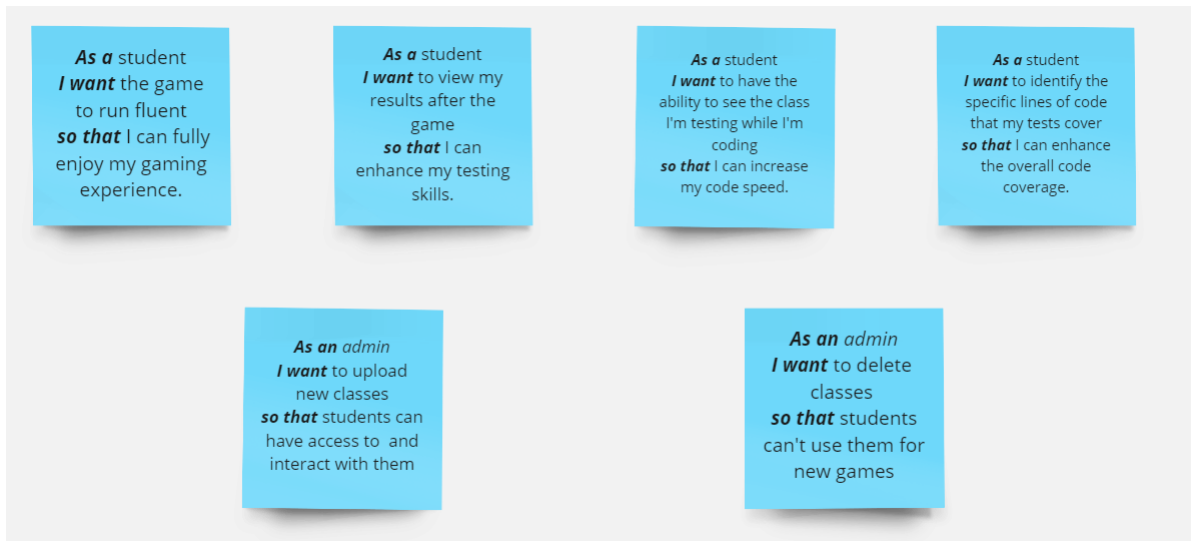 As a student
I want the game
to run fluent
so that I can fully
enjoy my gaming
experience.
As a student
I want to view my
results after the
game
so that I can
enhance my testing
skills.
As a student
I want to have the
ability to see the class
I'm testing while I'm
coding
so that I can increase
my code speed.
As a student
I want to identify the
specific lines of code
that my tests cover
so that I can enhance
the overall code
coverage.
As an admin
I want to upload
new classes
so that students can
have access to  and
interact with them
As an admin
I want to delete
classes
so that students
can't use them for
new games